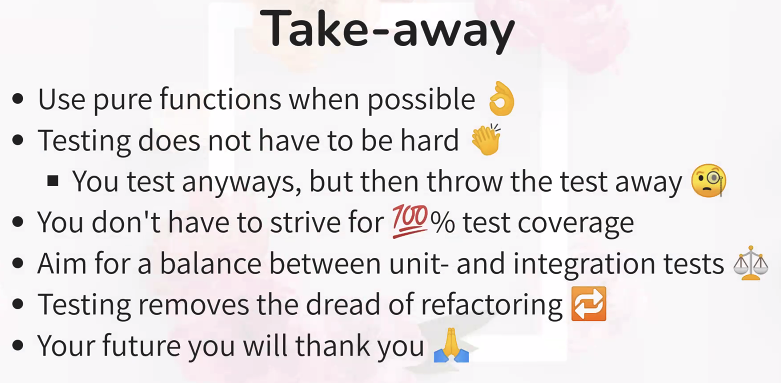 Take-away
• Use pure functions when possible 👌
• Testing does not have to be hard 👏
▪ You test anyways, but then throw the test away 🧐
• You don't have to strive for 💯% test coverage
• Aim for a balance between unit- and integration tests ⚖️
• Testing removes the dread of refactoring 🔁
• Your future you will thank you 🙏